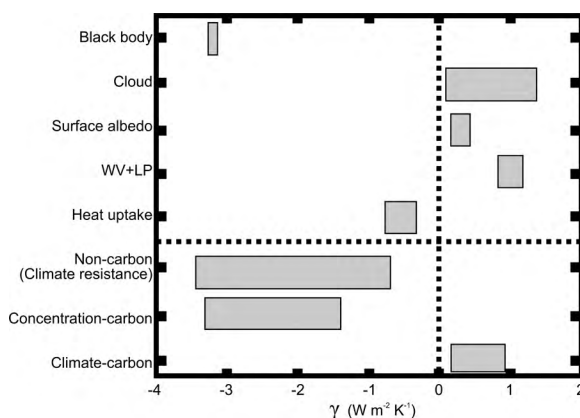 Black body
Cloud
Surface albedo
WV+LP
Heat uptake
Non-carbon
(Climate resistance)
Concentration-carbon
Climate-carbon
-4 -3 -2 -1 0 1 2
γ (W m⁻² K⁻¹)